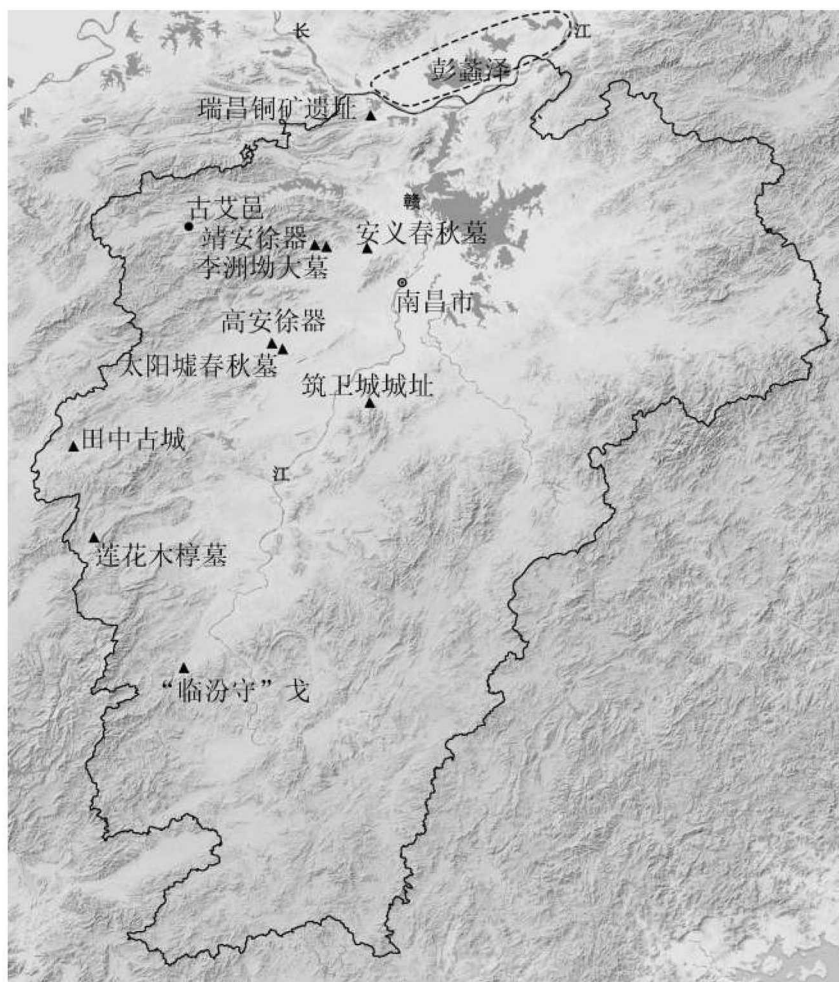 长
江
彭蠡泽
瑞昌铜矿遗址
赣
古艾邑
靖安徐器
安义春秋墓
李洲坳大墓
南昌市
高安徐器
太阳墟春秋墓
筑卫城城址
田中古城
江
莲花木椁墓
“临汾守”戈